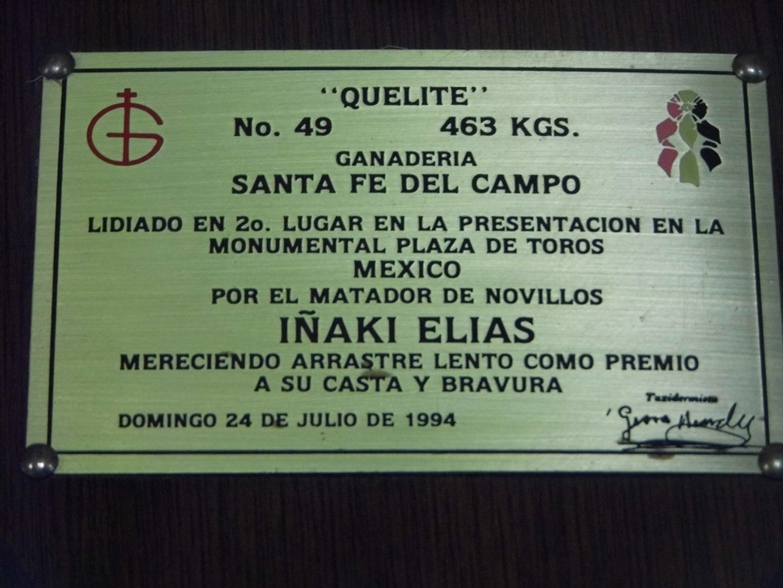 "QUELITE"
No. 49 463 KGS.
GANADERIA
SANTA FE DEL CAMPO
LIDIADO EN 2o. LUGAR EN LA PRESENTACION EN LA
MONUMENTAL PLAZA DE TOROS
MEXICO
POR EL MATADOR DE NOVILLOS
IÑAKI ELIAS
MERECIENDO ARRASTRE LENTO COMO PREMIO
A SU CASTA Y BRAVURA
Taxidermista
DOMINGO 24 DE JULIO DE 1994